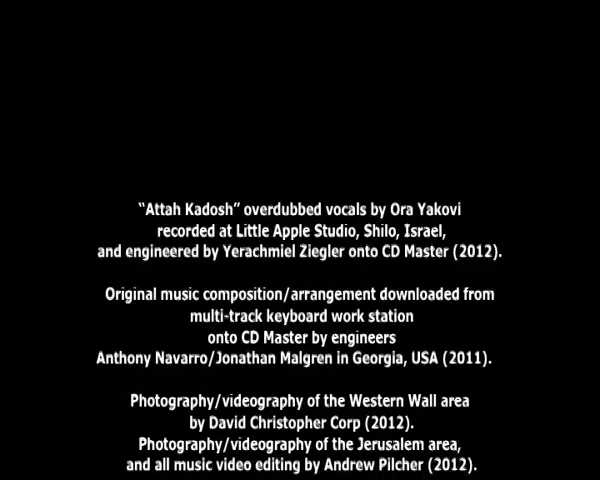 “Attah Kadosh” overdubbed vocals by Ora Yakovi
recorded at Little Apple Studio, Shilo, Israel,
and engineered by Yerachmiel Ziegler onto CD Master (2012).
Original music composition/arrangement downloaded from
multi-track keyboard work station
onto CD Master by engineers
Anthony Navarro/Jonathan Malgren in Georgia, USA (2011).
Photography/videography of the Western Wall area
by David Christopher Corp (2012).
Photography/videography of the Jerusalem area,
and all music video editing by Andrew Pilcher (2012).